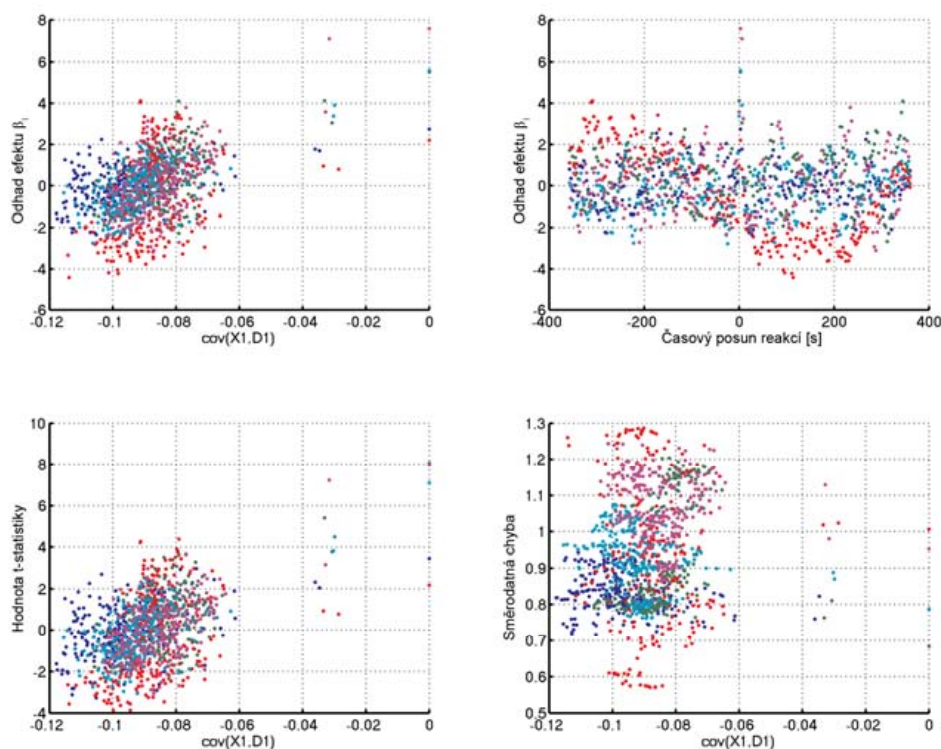 8
6
4
2
0
-2
-4
-6
Odhad efektu βi
-0.12 -0.1 -0.08 -0.06 -0.04 -0.02 0
cov(X1,D1)
8
6
4
2
0
-2
-4
-6
Odhad efektu βi
-400 -200 0 200 400
Časový posun reakcí [s]
10
8
6
4
2
0
-2
-4
Hodnota t-statistiky
-0.12 -0.1 -0.08 -0.06 -0.04 -0.02 0
cov(X1,D1)
1.3
1.2
1.1
1
0.9
0.8
0.7
0.6
0.5
Směrodatná chyba
-0.12 -0.1 -0.08 -0.06 -0.04 -0.02 0
cov(X1,D1)